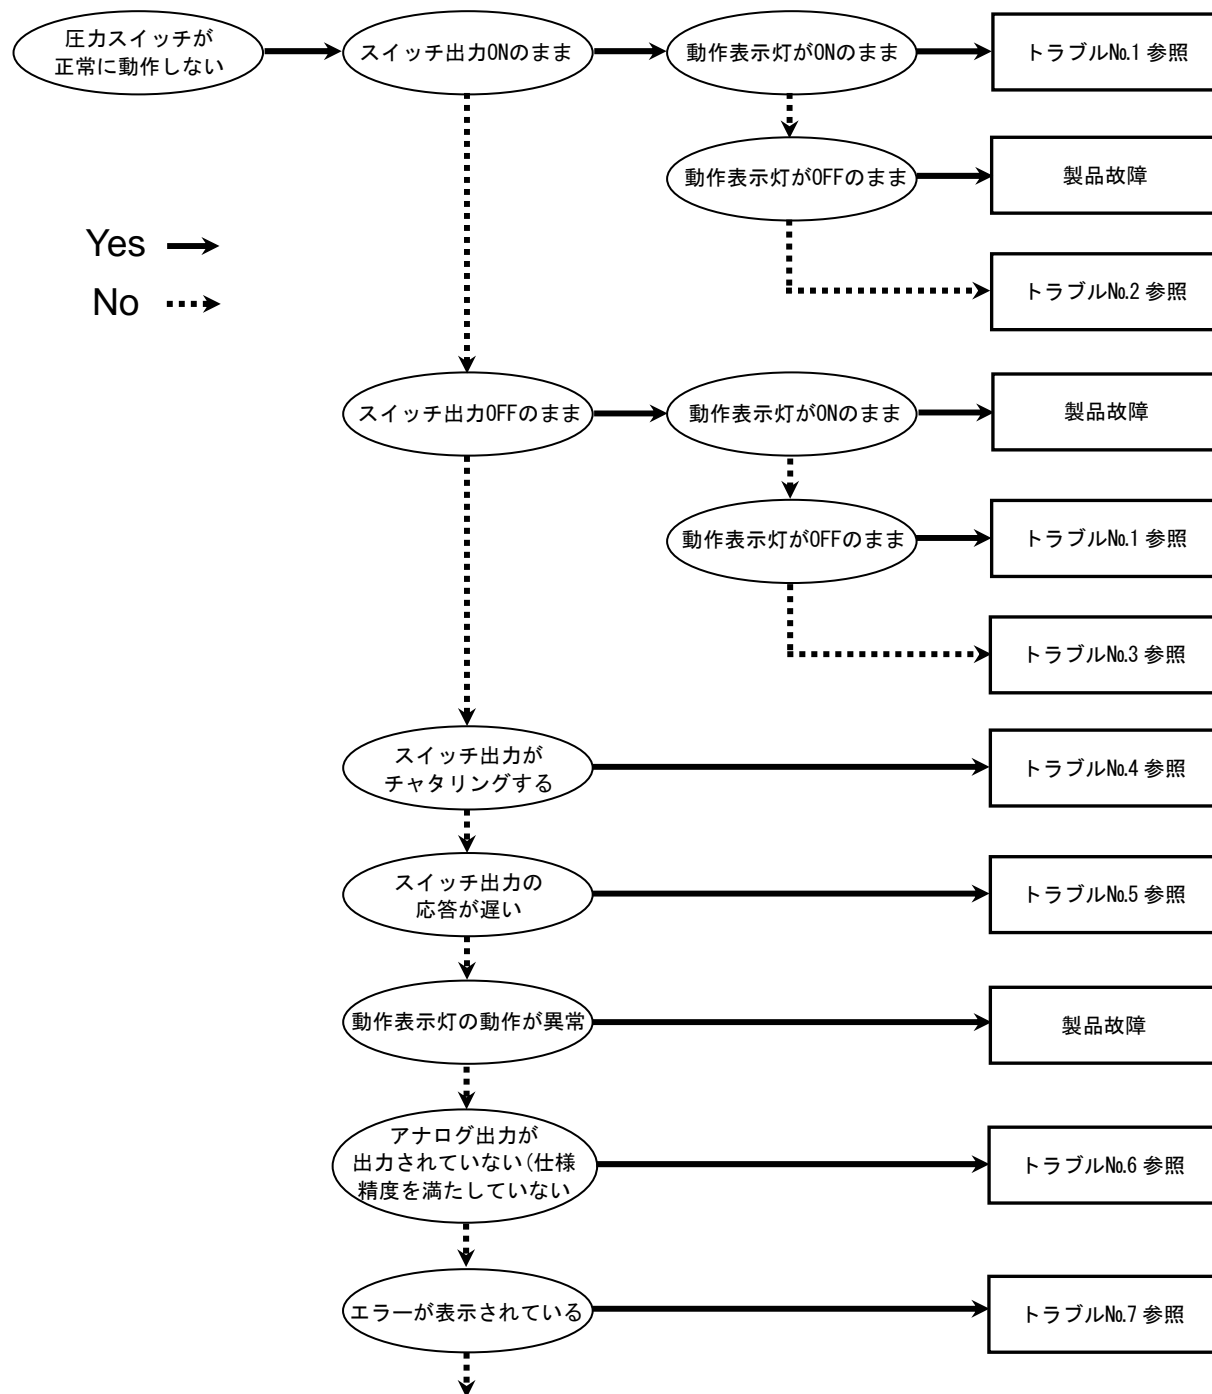 圧力スイッチが
正常に動作しない
スイッチ出力ONのまま
動作表示灯がONのまま
トラブル№1 参照
動作表示灯がOFFのまま
製品故障
Yes
No
トラブル№2 参照
スイッチ出力OFFのまま
動作表示灯がONのまま
製品故障
動作表示灯がOFFのまま
トラブル№1 参照
トラブル№3 参照
スイッチ出力が
チャタリングする
トラブル№4 参照
スイッチ出力の
応答が遅い
トラブル№5 参照
動作表示灯の動作が異常
製品故障
アナログ出力が
出力されていない(仕様
精度を満たしていない
トラブル№6 参照
エラーが表示されている
トラブル№7 参照